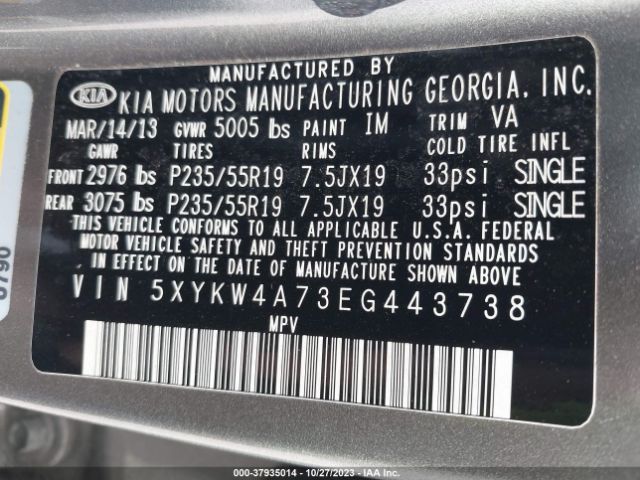 MANUFACTURED BY
KIA KIA MOTORS MANUFACTURING GEORGIA, INC.
MAR/14/13 GVWR 5005 lbs PAINT IM TRIM VA
GAWR TIRES RIMS COLD TIRE INFL
FRONT 2976 lbs P235/55R19 7.5JX19 33psi SINGLE
REAR 3075 lbs P235/55R19 7.5JX19 33psi SINGLE
THIS VEHICLE CONFORMS TO ALL APPLICABLE U.S.A. FEDERAL
MOTOR VEHICLE SAFETY AND THEFT PREVENTION STANDARDS
IN EFFECT ON THE DATE OF MANUFACTURE SHOWN ABOVE
VIN 5XYKW4A73EG443738
MPV
000-37935014 - 10/27/2023 - IAA Inc.